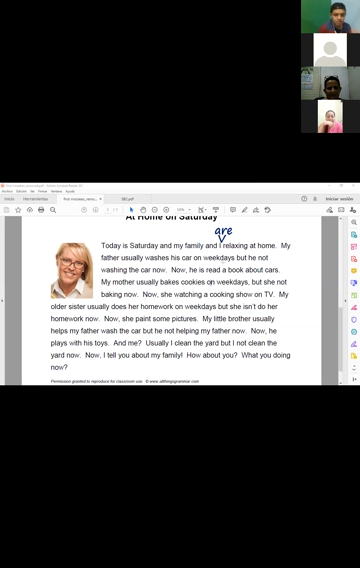 Inicio
Herramientas
Iniciar sesión
At Home on Saturday
are
Today is Saturday and my family and I relaxing at home. My
father usually washes his car on weekdays but he not
washing the car now. Now, he is read a book about cars.
My mother usually bakes cookies on weekdays, but she not
baking now. Now, she watching a cooking show on TV. My
older sister usually does her homework on weekdays but she isn't do her
homework now. Now, she paint some pictures. My little brother usually
helps my father wash the car but he not helping my father now. Now, he
plays with his toys. And me? Usually I clean the yard but I not clean the
yard now. Now, I tell you about my family! How about you? What you doing
now?
Permission granted to reproduce for classroom use. © www.allthingsgrammar.com